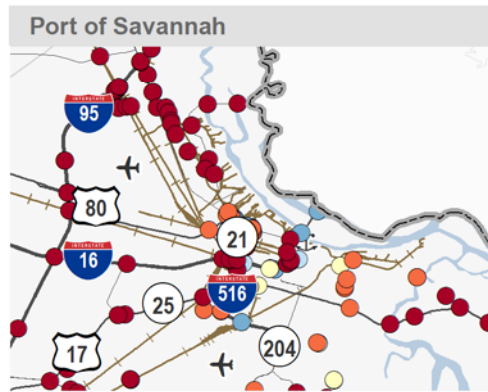 Port of Savannah
INTERSTATE
95
80
21
INTERSTATE
16
INTERSTATE
516
25
17
204